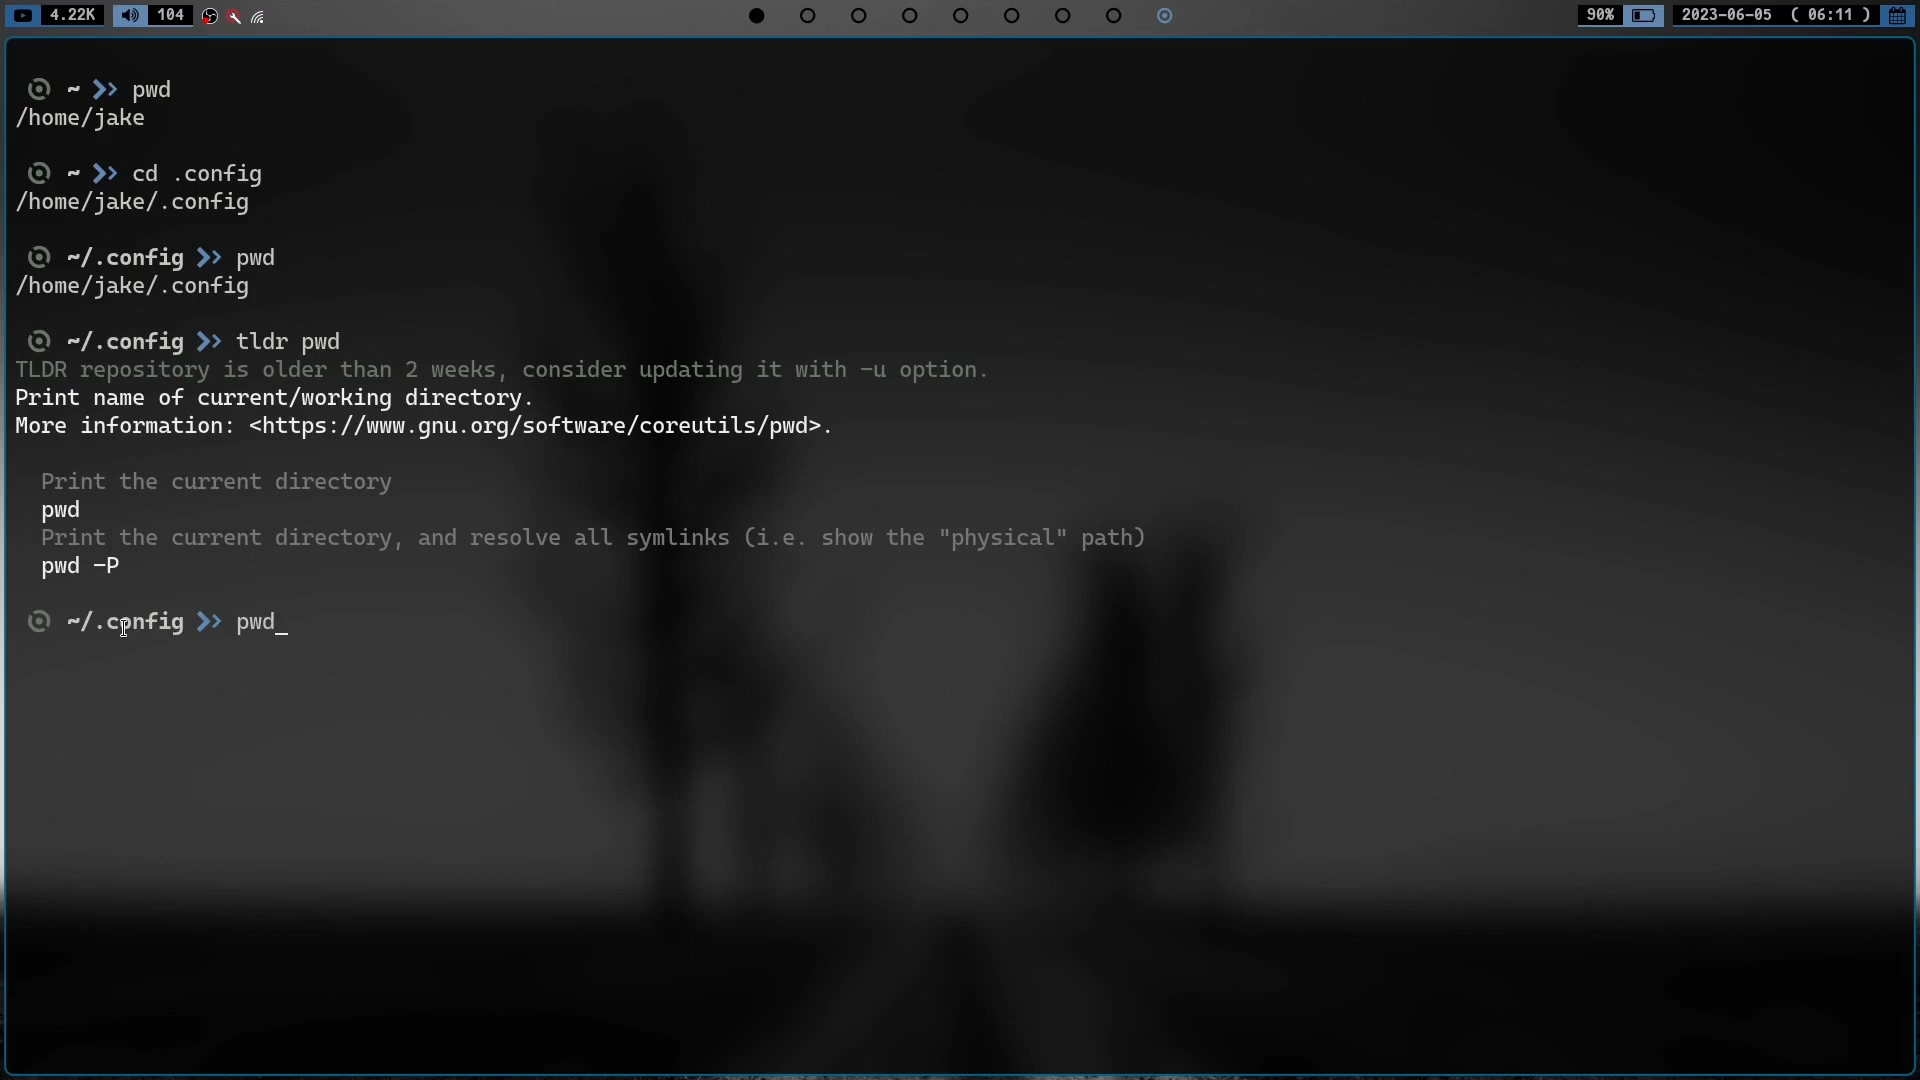 4.22K 104 90% 2023-06-05 ( 06:11 )
~ >> pwd
/home/jake
~ >> cd .config
/home/jake/.config
~/.config >> pwd
/home/jake/.config
~/.config >> tldr pwd
TLDR repository is older than 2 weeks, consider updating it with -u option.
Print name of current/working directory.
More information: <https://www.gnu.org/software/coreutils/pwd>.
Print the current directory
pwd
Print the current directory, and resolve all symlinks (i.e. show the "physical" path)
pwd -P
~/.config >> pwd_